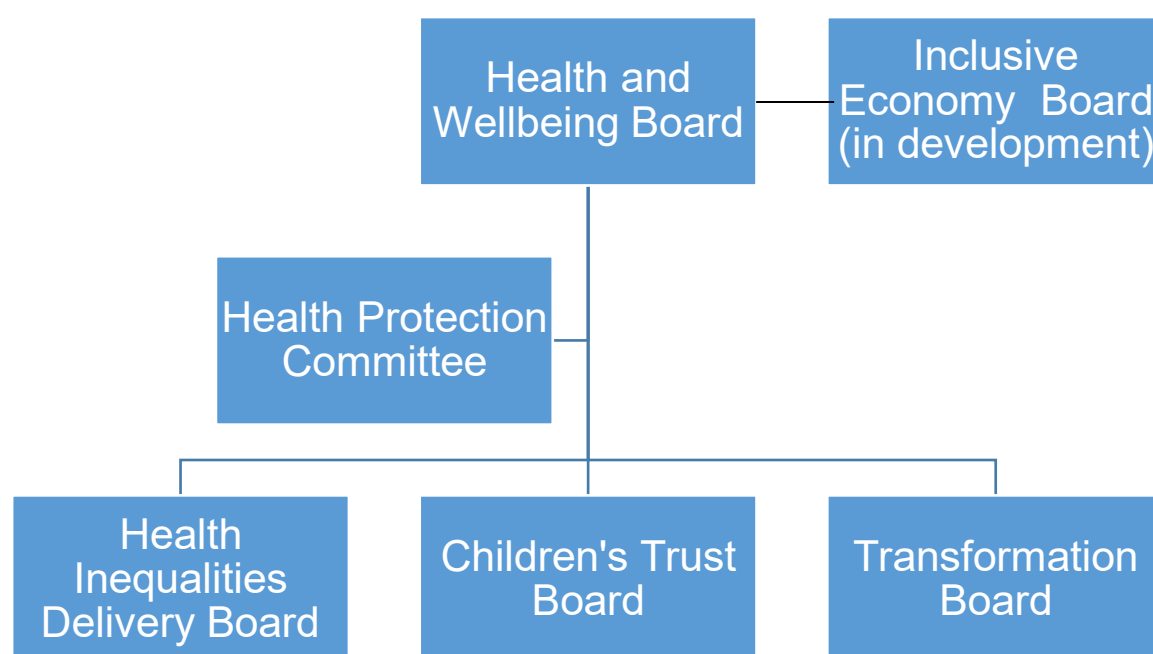 Health and
Wellbeing Board
Inclusive
Economy Board
(in development)
Health Protection
Committee
Health
Inequalities
Delivery Board
Children's Trust
Board
Transformation
Board